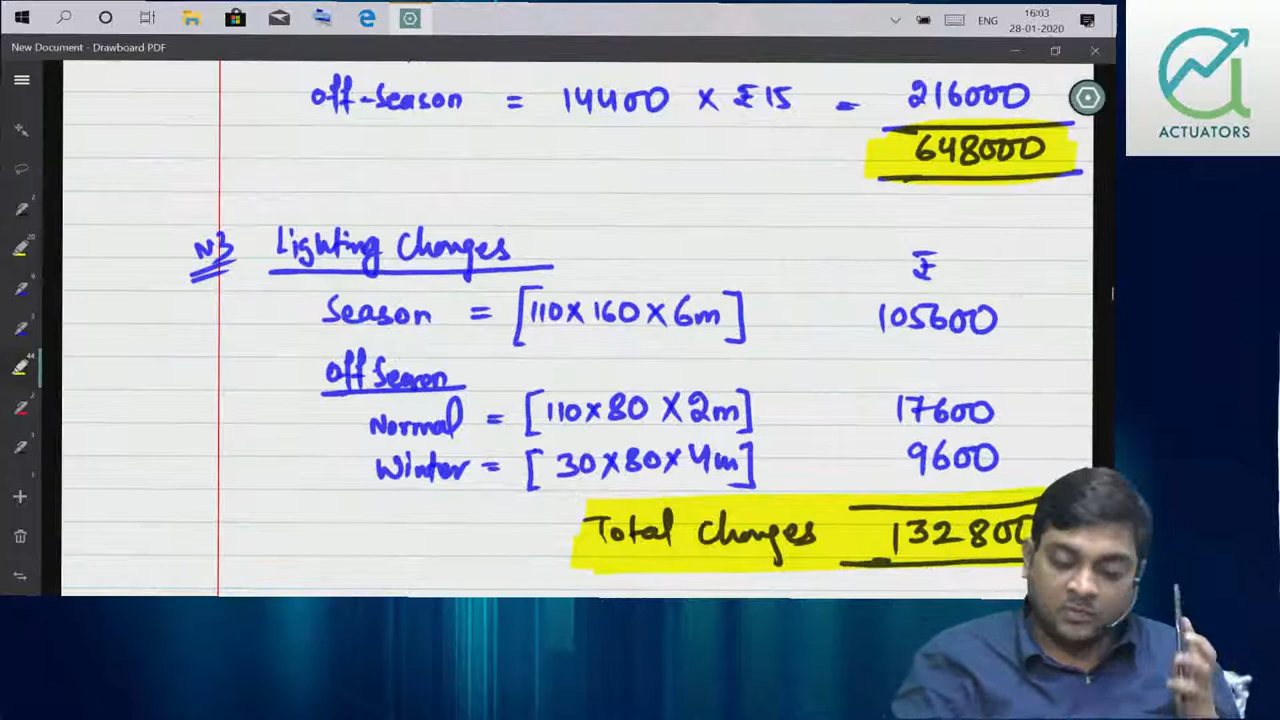 16:03
ENG
28-01-2020
New Document - Drawboard PDF
ACTUATORS
off-season = 14400 × ₹15 = 216000
648000
N3 Lighting Charges ₹
Season = [110×160×6m] 105600
off Season
Normal = [110×80×2m] 17600
Winter = [30×80×4m] 9600
Total Charges 132800